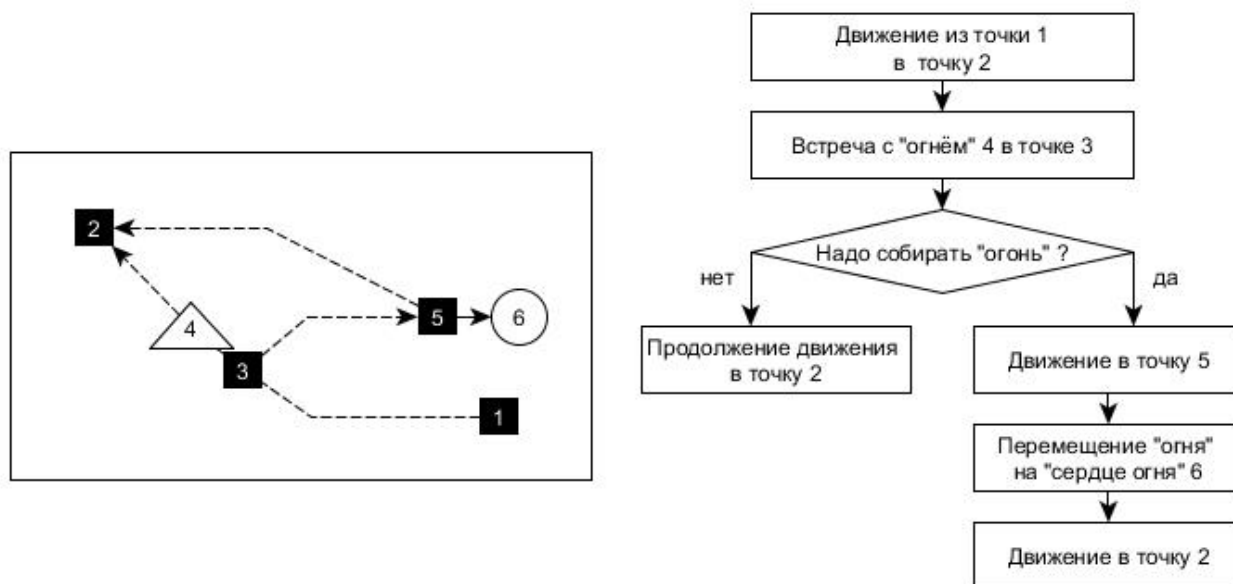 2
4
3
5
6
1
Движение из точки 1
в точку 2
Встреча с "огнём" 4 в точке 3
Надо собирать "огонь" ?
нет
да
Продолжение движения
в точку 2
Движение в точку 5
Перемещение "огня"
на "сердце огня" 6
Движение в точку 2